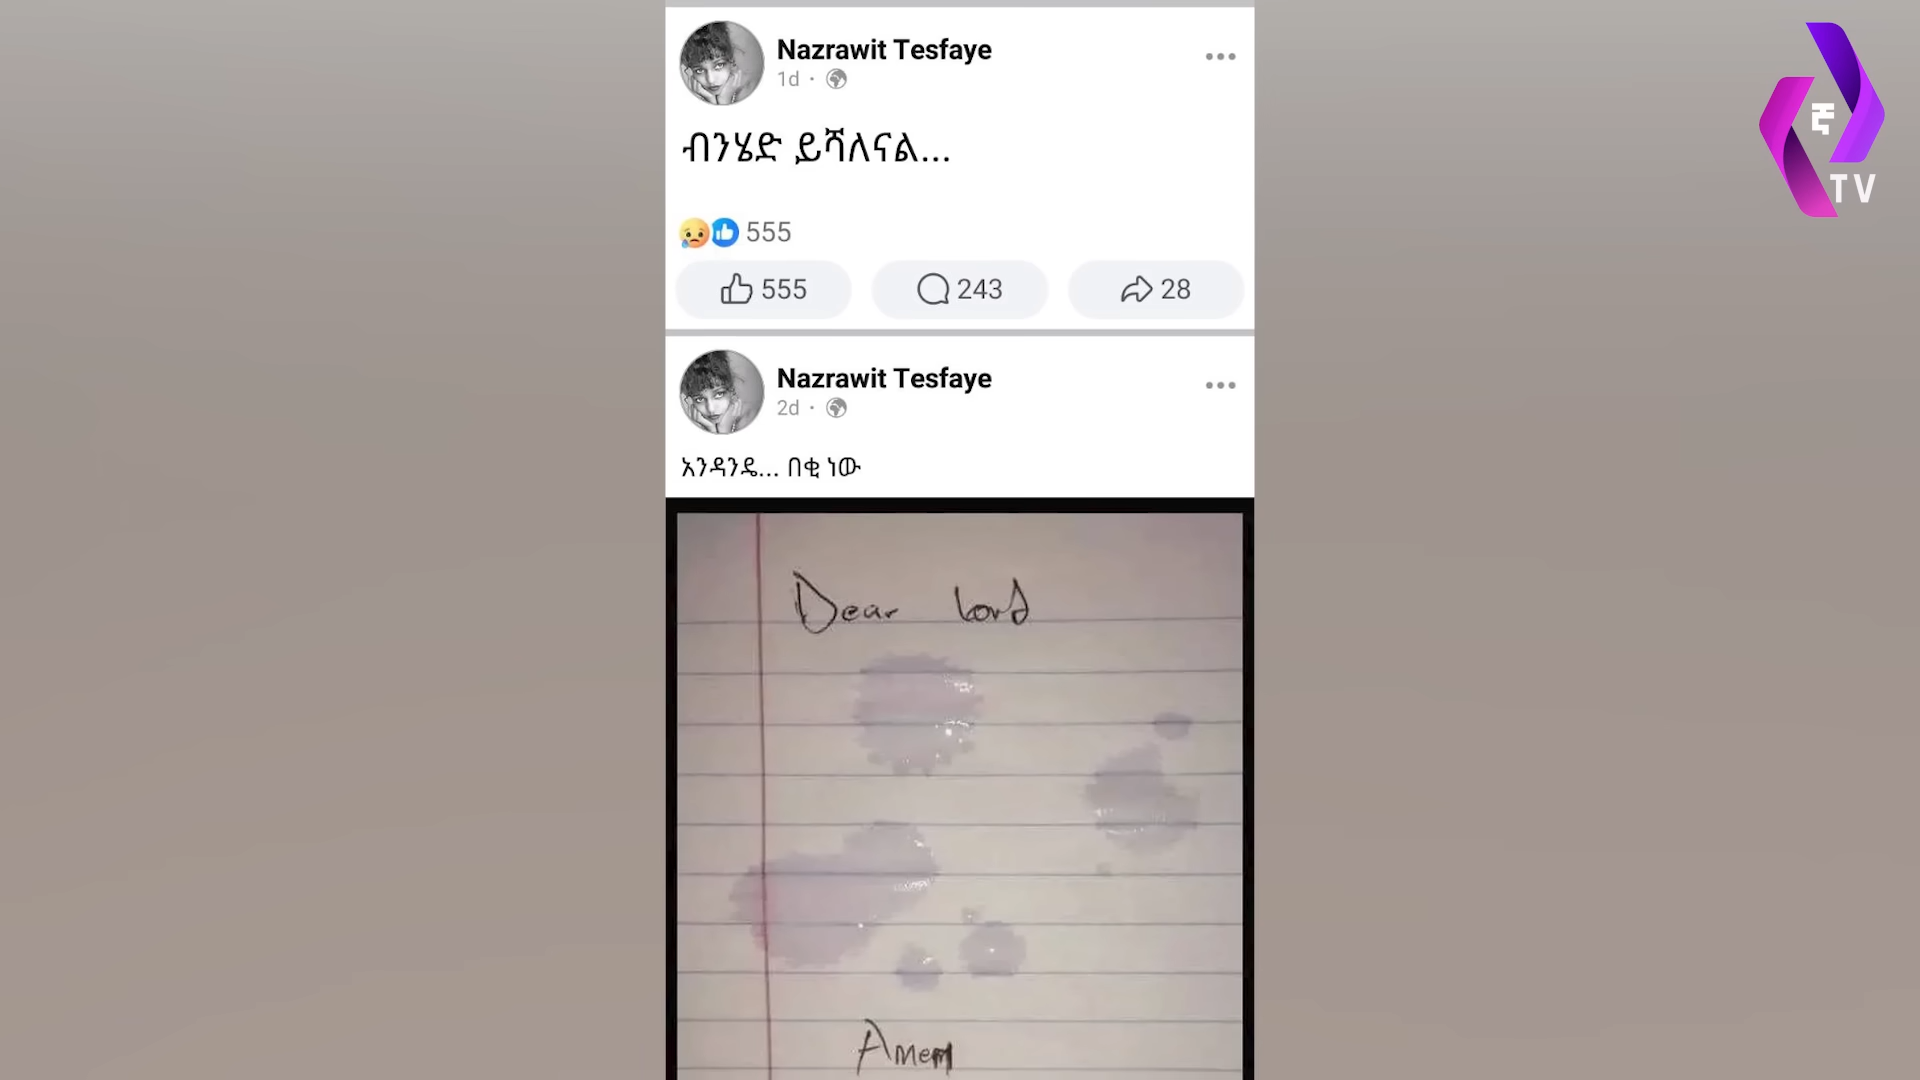 Nazrawit Tesfaye
1d ·
ብንሄድ ይሻለናል...
555
555 243 28
Nazrawit Tesfaye
2d ·
አንዳንዴ... በቂ ነው
Dear Lord
Amen
ኛ
TV